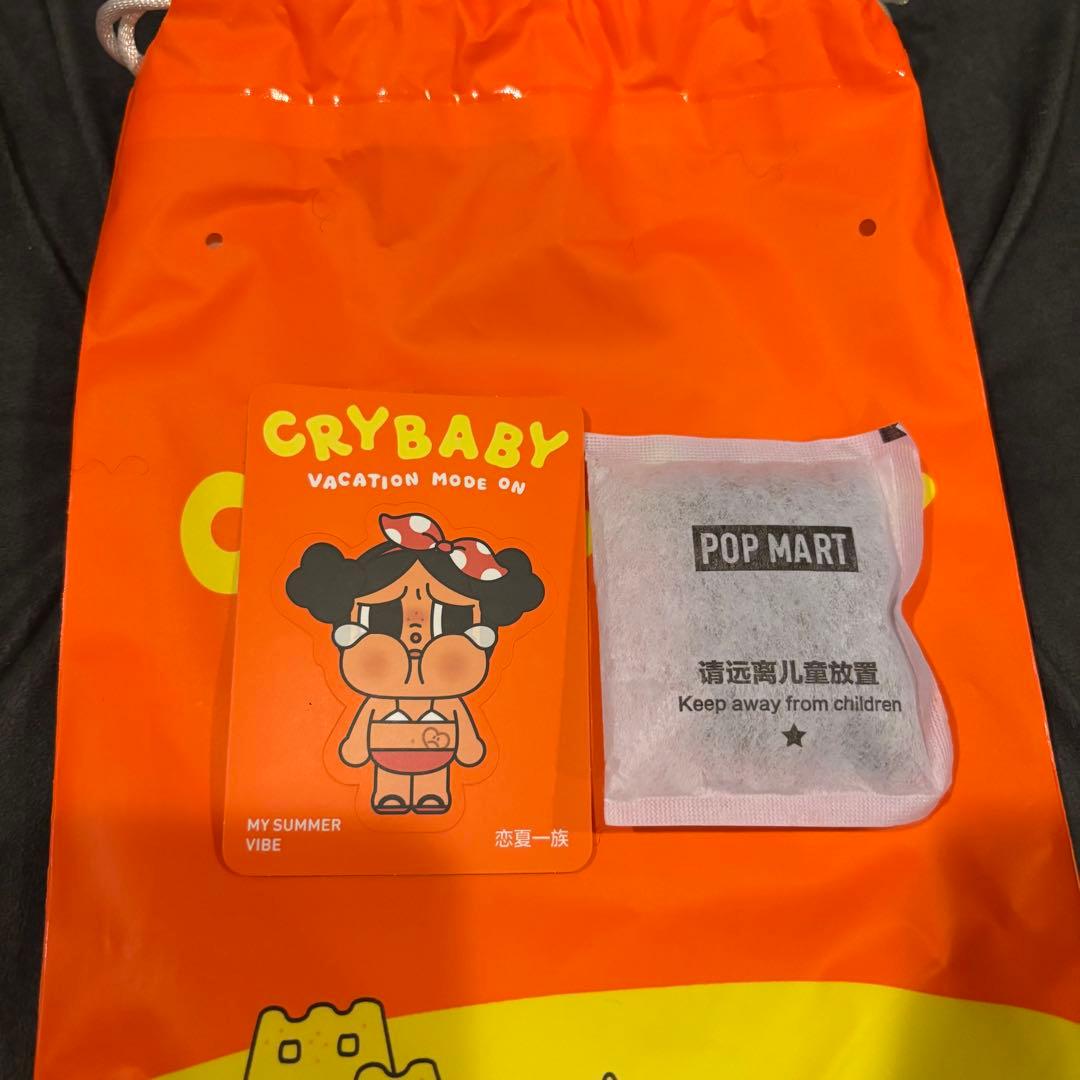 CRYBABY
VACATION MODE ON
MY SUMMER
VIBE
恋夏一族
POP MART
请远离儿童放置
Keep away from children